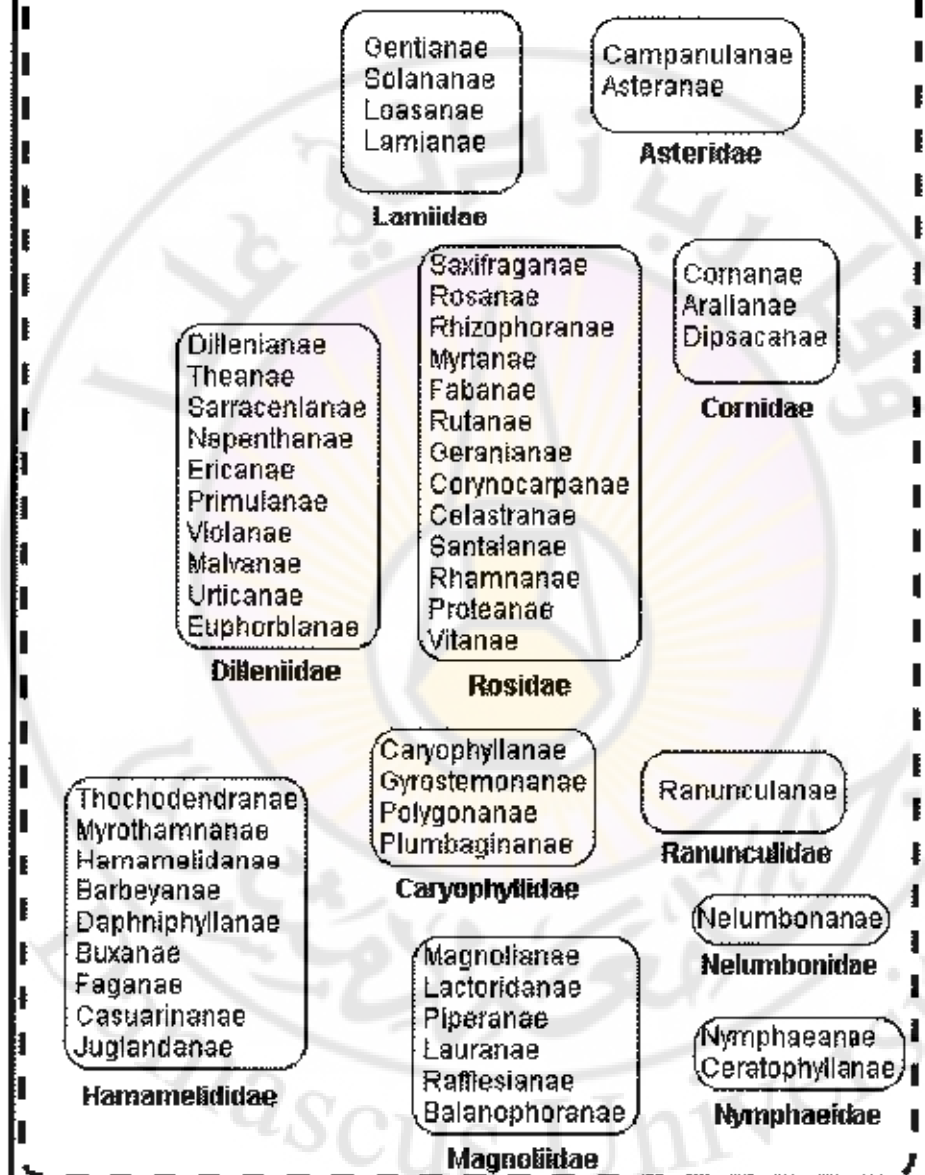 Gentianae
Solananae
Loasanae
Lamianae
Lamiidae
Campanulanae
Asteranae
Asteridae
Dillenianae
Theanae
Sarracenianae
Nepenthanae
Ericanae
Primulanae
Violanae
Malvanae
Urticanae
Euphorbianae
Dilleniidae
Saxifraganae
Rosanae
Rhizophoranae
Myrtanae
Fabanae
Rutanae
Geranianae
Corynocarpanae
Celastranae
Santalanae
Rhamnanae
Proteanae
Vitanae
Rosidae
Cornanae
Aralianae
Dipsacanae
Cornidae
Thochodendranae
Myrothamnanae
Hamamelidanae
Barbeyanae
Daphniphyllanae
Buxanae
Faganae
Casuarinanae
Juglandanae
Hamamelididae
Caryophyllanae
Gyrostemonanae
Polygonanae
Plumbaginanae
Caryophyllidae
Ranunculanae
Ranunculidae
Nelumbonanae
Nelumbonidae
Magnolianae
Lactoridanae
Piperanae
Lauranae
Rafflesianae
Balanophoranae
Magnoliidae
Nymphaeanae
Ceratophyllanae
Nymphaeidae